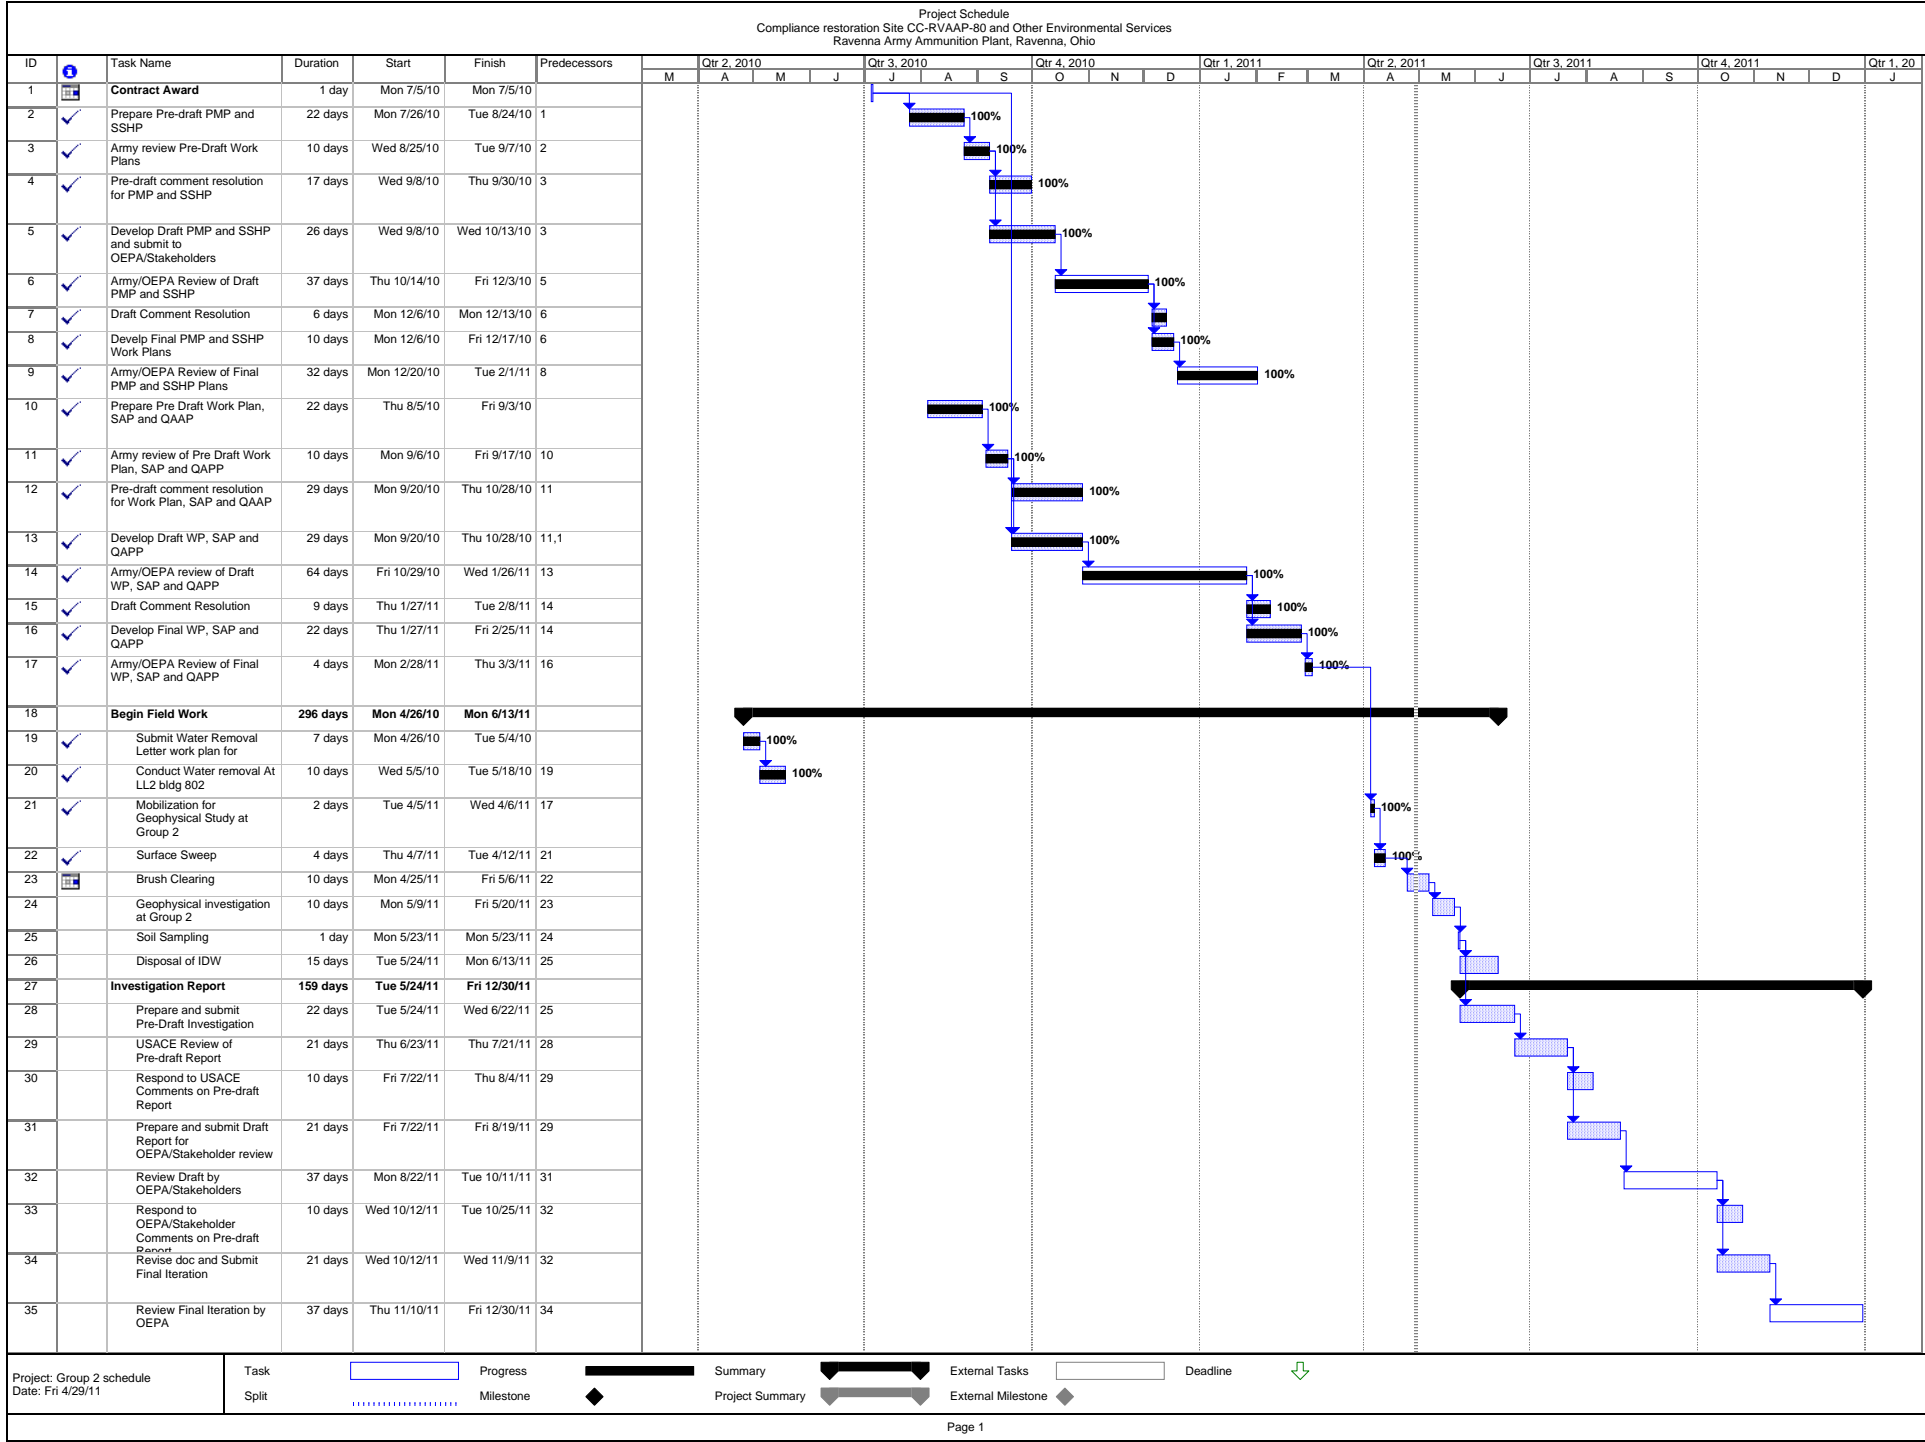 Project Schedule
Compliance restoration Site CC-RVAAP-80 and Other Environmental Services
Ravenna Army Ammunition Plant, Ravenna, Ohio
ID Task Name Duration Start Finish Predecessors Qtr 2, 2010 Qtr 3, 2010 Qtr 4, 2010 Qtr 1, 2011 Qtr 2, 2011 Qtr 3, 2011 Qtr 4, 2011 Qtr 1, 20
M A M J J A S O N D J F M A M J J A S O N D J
1 Contract Award 1 day Mon 7/5/10 Mon 7/5/10
2 Prepare Pre-draft PMP and 22 days Mon 7/26/10 Tue 8/24/10 1 100%
SSHP
3 Army review Pre-Draft Work 10 days Wed 8/25/10 Tue 9/7/10 2 100%
Plans
4 Pre-draft comment resolution 17 days Wed 9/8/10 Thu 9/30/10 3 100%
for PMP and SSHP
5 Develop Draft PMP and SSHP 26 days Wed 9/8/10 Wed 10/13/10 3 100%
and submit to
OEPA/Stakeholders
6 Army/OEPA Review of Draft 37 days Thu 10/14/10 Fri 12/3/10 5 100%
PMP and SSHP
7 Draft Comment Resolution 6 days Mon 12/6/10 Mon 12/13/10 6
8 Develp Final PMP and SSHP 10 days Mon 12/6/10 Fri 12/17/10 6 100%
Work Plans
9 Army/OEPA Review of Final 32 days Mon 12/20/10 Tue 2/1/11 8 100%
PMP and SSHP Plans
10 Prepare Pre Draft Work Plan, 22 days Thu 8/5/10 Fri 9/3/10 100%
SAP and QAAP
11 Army review of Pre Draft Work 10 days Mon 9/6/10 Fri 9/17/10 10 100%
Plan, SAP and QAPP
12 Pre-draft comment resolution 29 days Mon 9/20/10 Thu 10/28/10 11 100%
for Work Plan, SAP and QAAP
13 Develop Draft WP, SAP and 29 days Mon 9/20/10 Thu 10/28/10 11,1 100%
QAPP
14 Army/OEPA review of Draft 64 days Fri 10/29/10 Wed 1/26/11 13 100%
WP, SAP and QAPP
15 Draft Comment Resolution 9 days Thu 1/27/11 Tue 2/8/11 14 100%
16 Develop Final WP, SAP and 22 days Thu 1/27/11 Fri 2/25/11 14 100%
QAPP
17 Army/OEPA Review of Final 4 days Mon 2/28/11 Thu 3/3/11 16 100%
WP, SAP and QAPP
18 Begin Field Work 296 days Mon 4/26/10 Mon 6/13/11
19 Submit Water Removal 7 days Mon 4/26/10 Tue 5/4/10 100%
Letter work plan for
20 Conduct Water removal At 10 days Wed 5/5/10 Tue 5/18/10 19 100%
LL2 bldg 802
21 Mobilization for 2 days Tue 4/5/11 Wed 4/6/11 17 100%
Geophysical Study at
Group 2
22 Surface Sweep 4 days Thu 4/7/11 Tue 4/12/11 21 100%
23 Brush Clearing 10 days Mon 4/25/11 Fri 5/6/11 22
24 Geophysical investigation 10 days Mon 5/9/11 Fri 5/20/11 23
at Group 2
25 Soil Sampling 1 day Mon 5/23/11 Mon 5/23/11 24
26 Disposal of IDW 15 days Tue 5/24/11 Mon 6/13/11 25
27 Investigation Report 159 days Tue 5/24/11 Fri 12/30/11
28 Prepare and submit 22 days Tue 5/24/11 Wed 6/22/11 25
Pre-Draft Investigation
29 USACE Review of 21 days Thu 6/23/11 Thu 7/21/11 28
Pre-draft Report
30 Respond to USACE 10 days Fri 7/22/11 Thu 8/4/11 29
Comments on Pre-draft
Report
31 Prepare and submit Draft 21 days Fri 7/22/11 Fri 8/19/11 29
Report for
OEPA/Stakeholder review
32 Review Draft by 37 days Mon 8/22/11 Tue 10/11/11 31
OEPA/Stakeholders
33 Respond to 10 days Wed 10/12/11 Tue 10/25/11 32
OEPA/Stakeholder
Comments on Pre-draft
Report
34 Revise doc and Submit 21 days Wed 10/12/11 Wed 11/9/11 32
Final Iteration
35 Review Final Iteration by 37 days Thu 11/10/11 Fri 12/30/11 34
OEPA
Project: Group 2 schedule
Date: Fri 4/29/11
Task Progress Summary External Tasks Deadline
Split Milestone Project Summary External Milestone
Page 1